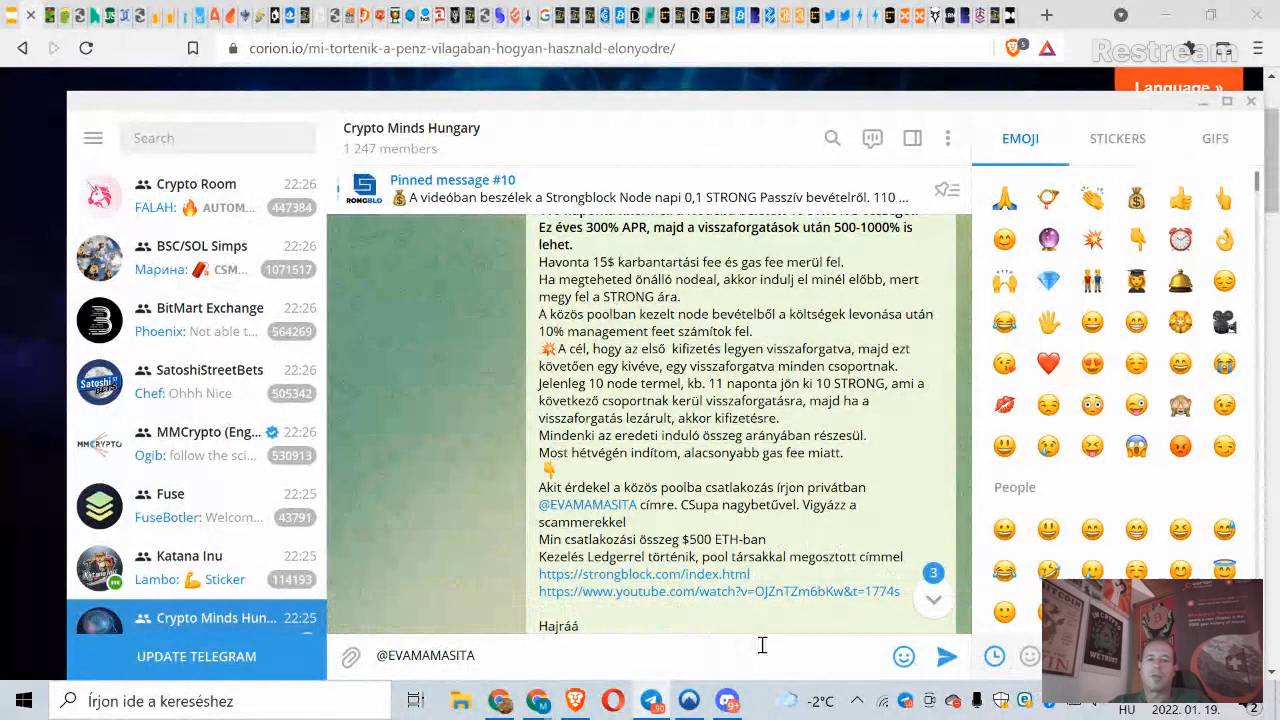 corion.io/mi-tortenik-a-penz-vilagaban-hogyan-hasznald-elonyodre/
5
Restream
Language »
Search
Crypto Minds Hungary
1 247 members
EMOJI
STICKERS
GIFS
Pinned message #10
💰 A videóban beszélek a Strongblock Node napi 0,1 STRONG Passzív bevételről. 110 ...
RONGBLO
Crypto Room
22:26
FALAH: 🔥 AUTOM...
447384
BSC/SOL Simps
22:26
Марина: 🧧 CSM...
1071517
BitMart Exchange
22:26
Phoenix: Not able t...
564269
SatoshiStreetBets
22:26
Chef: Ohhh Nice
505342
MMCrypto (Eng...
22:26
Ogib: follow the sci...
530913
Fuse
22:25
FuseBotler: Welcom...
43791
Katana Inu
22:25
Lambo: 💪 Sticker
114193
Crypto Minds Hun...
22:25
UPDATE TELEGRAM
Ez éves 300% APR, majd a visszaforgatások után 500-1000% is
lehet.
Havonta 15$ karbantartási fee és gas fee merül fel.
Ha megteheted önálló nodeal, akkor indulj el minél előbb, mert
megy fel a STRONG ára.
A közös poolban kezelt node bevételből a költségek levonása után
10% management feet számítok fel.
💥A cél, hogy az első kifizetés legyen visszaforgatva, majd ezt
követően egy kivéve, egy visszaforgatva minden csoportnak.
Jelenleg 10 node termel, kb. 11 naponta jön ki 10 STRONG, ami a
következő csoportnak kerül visszaforgatásra, majd ha a
visszaforgatás lezárult, akkor kifizetésre.
Mindenki az eredeti induló összeg arányában részesül.
Most hétvégén indítom, alacsonyabb gas fee miatt.
👇
Akit érdekel a közös poolba csatlakozás írjon privátban
@EVAMAMASITA címre. CSupa nagybetűvel. Vigyázz a
scammerekkel
Min csatlakozási összeg $500 ETH-ban
Kezelés Ledgerrel történik, pool társakkal megosztott címmel
https://strongblock.com/index.html
https://www.youtube.com/watch?v=OJZnTZm6bKw&t=1774s
Hajráá
3
@EVAMAMASITA
People
BITCOIN
IN CRYPTO
WE TRUST
Írjon ide a kereséshez
-2°C
HU
2022. 01. 19.
2